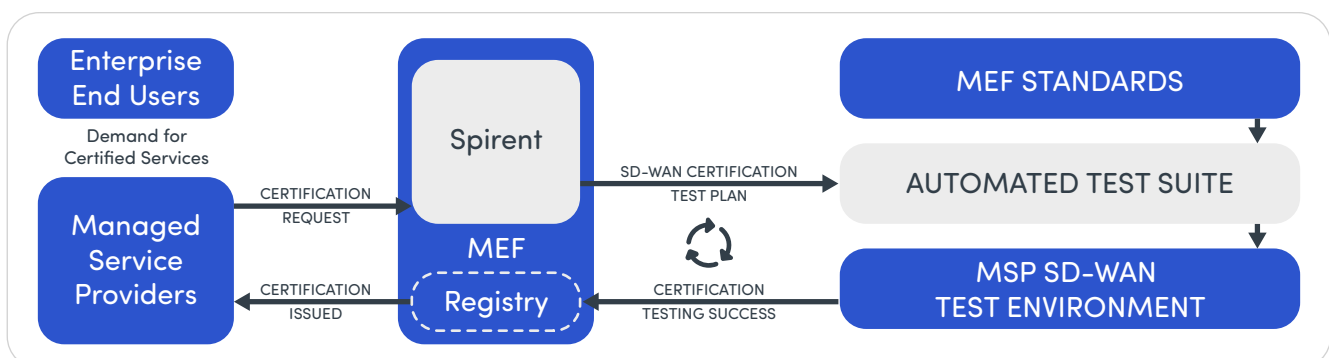 Enterprise
End Users
Demand for
Certified Services
Managed
Service
Providers
CERTIFICATION
REQUEST
CERTIFICATION
ISSUED
Spirent
MEF
Registry
SD-WAN CERTIFICATION
TEST PLAN
CERTIFICATION
TESTING SUCCESS
MEF STANDARDS
AUTOMATED TEST SUITE
MSP SD-WAN
TEST ENVIRONMENT